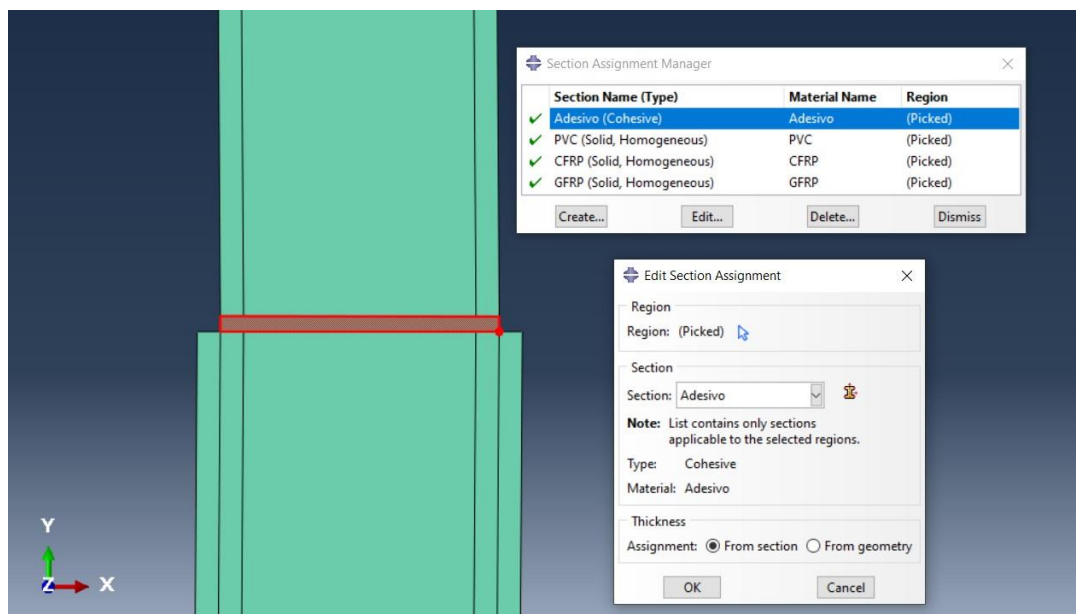 Section Assignment Manager
Section Name (Type) Material Name Region
Adesivo (Cohesive) Adesivo (Picked)
PVC (Solid, Homogeneous) PVC (Picked)
CFRP (Solid, Homogeneous) CFRP (Picked)
GFRP (Solid, Homogeneous) GFRP (Picked)
Create... Edit... Delete... Dismiss
Edit Section Assignment
Region
Region: (Picked)
Section
Section: Adesivo
Note: List contains only sections
applicable to the selected regions.
Type: Cohesive
Material: Adesivo
Thickness
Assignment: From section From geometry
OK Cancel
Y
Z X